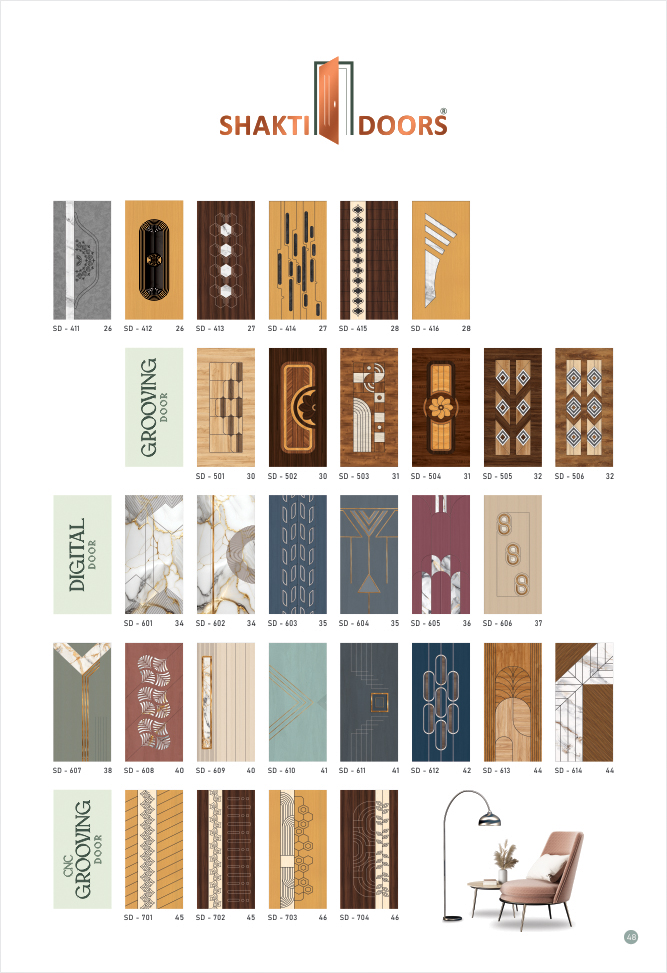 SHAKTI DOORS®
SD - 411 26 SD - 412 26 SD - 413 27 SD - 414 27 SD - 415 28 SD - 416 28
GROOVING
DOOR
SD - 501 30 SD - 502 30 SD - 503 31 SD - 504 31 SD - 505 32 SD - 506 32
DIGITAL
DOOR
SD - 601 34 SD - 602 34 SD - 603 35 SD - 604 35 SD - 605 36 SD - 606 37
SD - 607 38 SD - 608 40 SD - 609 40 SD - 610 41 SD - 611 41 SD - 612 42 SD - 613 44 SD - 614 44
CNC
GROOVING
DOOR
SD - 701 45 SD - 702 45 SD - 703 46 SD - 704 46
48